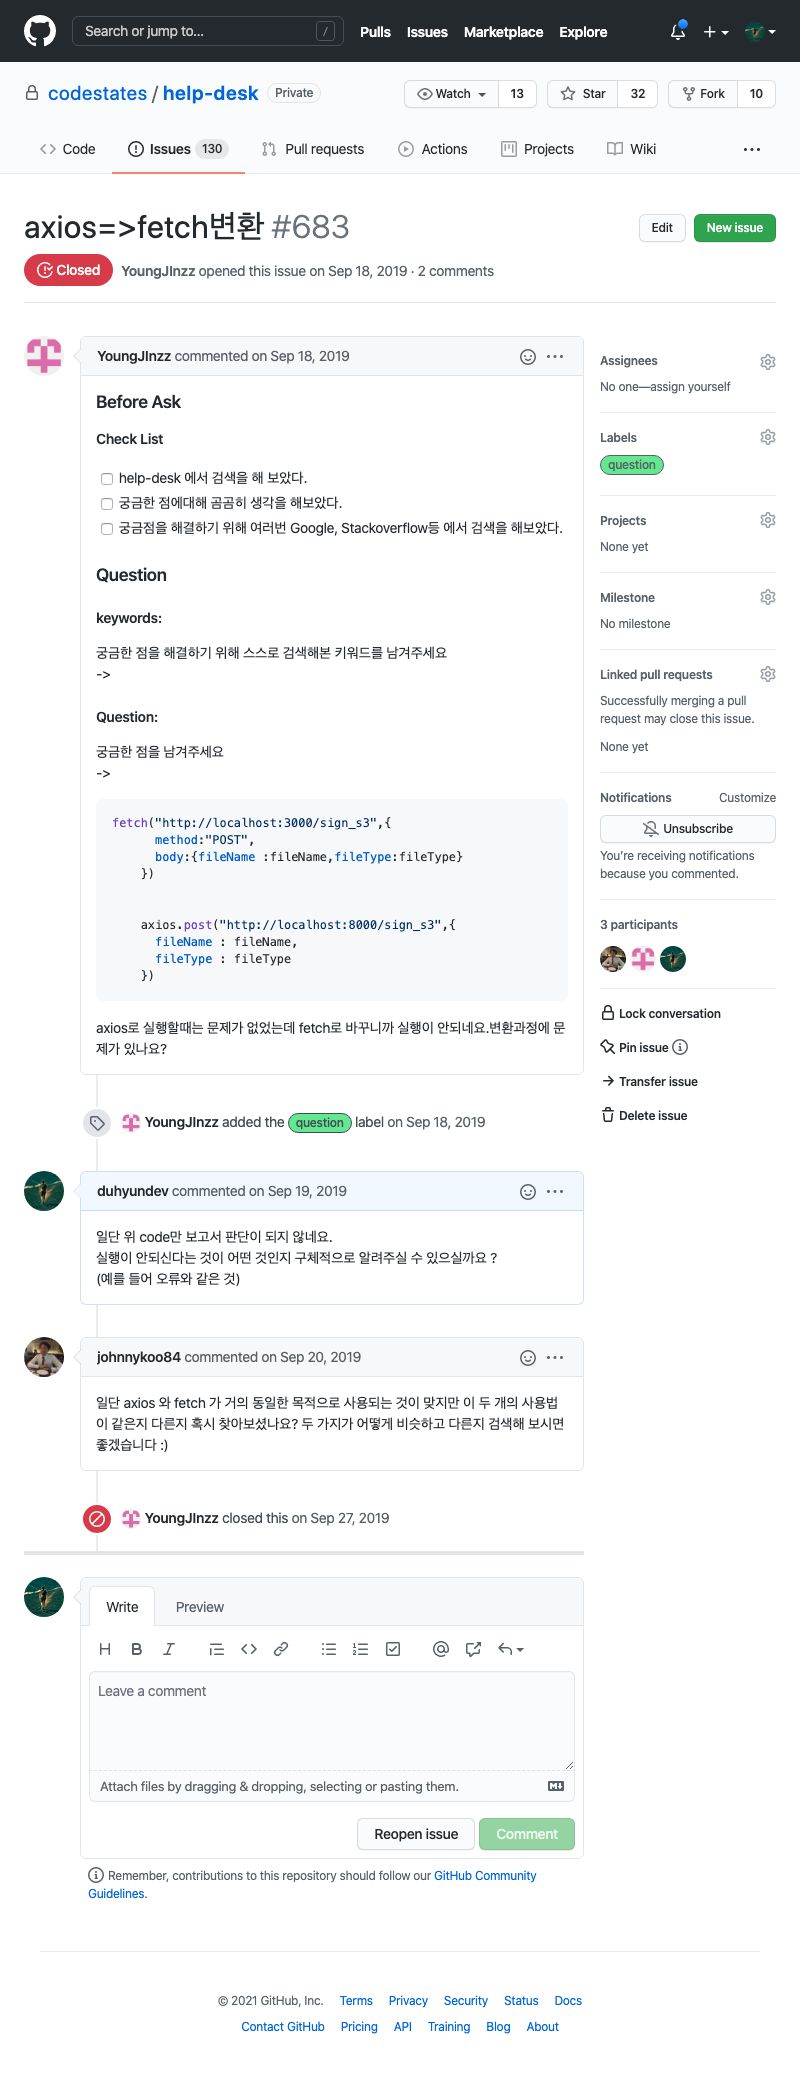 Search or jump to... /
Pulls Issues Marketplace Explore
codestates / help-desk Private
Watch 13 Star 32 Fork 10
Code Issues 130 Pull requests Actions Projects Wiki
axios=>fetch변환 #683
Edit New issue
Closed YoungJInzz opened this issue on Sep 18, 2019 · 2 comments
YoungJInzz commented on Sep 18, 2019
Before Ask
Check List
help-desk 에서 검색을 해 보았다.
궁금한 점에대해 곰곰히 생각을 해보았다.
궁금점을 해결하기 위해 여러번 Google, Stackoverflow등 에서 검색을 해보았다.
Question
keywords:
궁금한 점을 해결하기 위해 스스로 검색해본 키워드를 남겨주세요
->
Question:
궁금한 점을 남겨주세요
->
fetch("http://localhost:3000/sign_s3",{
method:"POST",
body:{fileName :fileName,fileType:fileType}
})
axios.post("http://localhost:8000/sign_s3",{
fileName : fileName,
fileType : fileType
})
axios로 실행할때는 문제가 없었는데 fetch로 바꾸니까 실행이 안되네요.변환과정에 문
제가 있나요?
YoungJInzz added the question label on Sep 18, 2019
duhyundev commented on Sep 19, 2019
일단 위 code만 보고서 판단이 되지 않네요.
실행이 안되신다는 것이 어떤 것인지 구체적으로 알려주실 수 있으실까요 ?
(예를 들어 오류와 같은 것)
johnnykoo84 commented on Sep 20, 2019
일단 axios 와 fetch 가 거의 동일한 목적으로 사용되는 것이 맞지만 이 두 개의 사용법
이 같은지 다른지 혹시 찾아보셨나요? 두 가지가 어떻게 비슷하고 다른지 검색해 보시면
좋겠습니다 :)
YoungJInzz closed this on Sep 27, 2019
Write Preview
H B I
Leave a comment
Attach files by dragging & dropping, selecting or pasting them.
Reopen issue Comment
Remember, contributions to this repository should follow our GitHub Community
Guidelines.
Assignees
No one—assign yourself
Labels
question
Projects
None yet
Milestone
No milestone
Linked pull requests
Successfully merging a pull
request may close this issue.
None yet
Notifications Customize
Unsubscribe
You're receiving notifications
because you commented.
3 participants
Lock conversation
Pin issue
Transfer issue
Delete issue
© 2021 GitHub, Inc. Terms Privacy Security Status Docs
Contact GitHub Pricing API Training Blog About